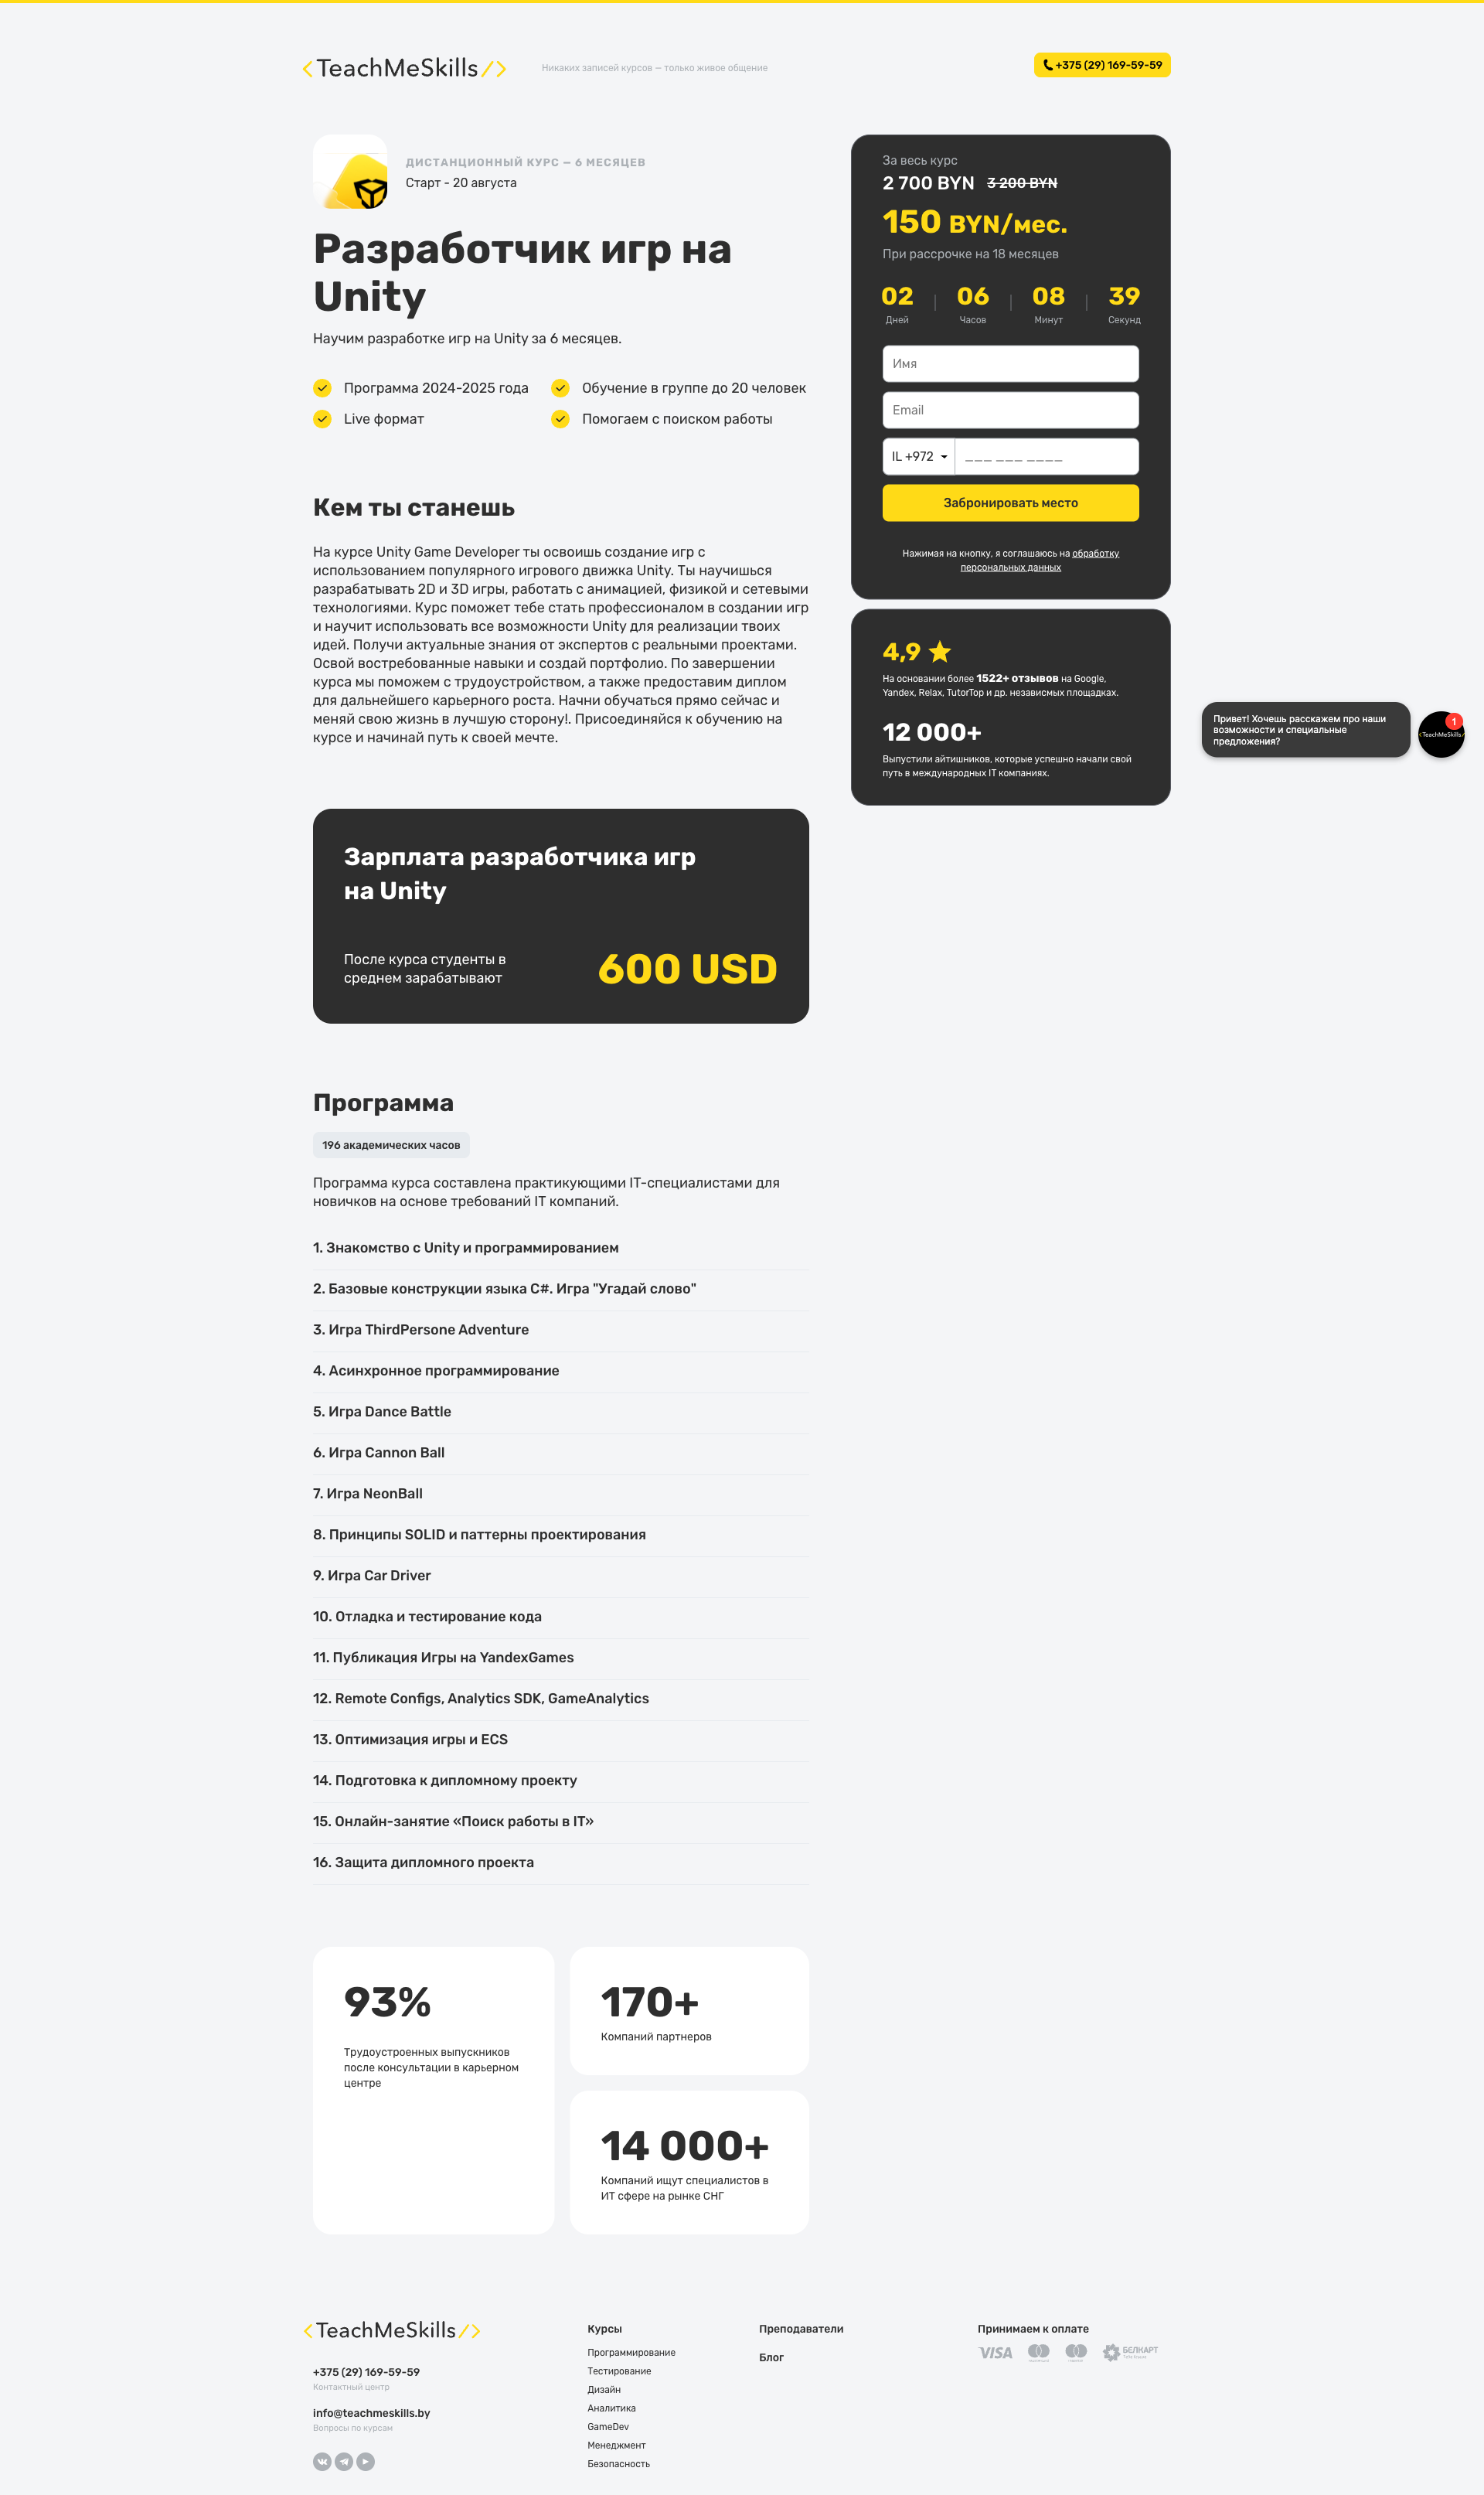 <TeachMeSkills/>
Никаких записей курсов — только живое общение
+375 (29) 169-59-59
ДИСТАНЦИОННЫЙ КУРС — 6 МЕСЯЦЕВ
Старт - 20 августа
Разработчик игр на
Unity
Научим разработке игр на Unity за 6 месяцев.
Программа 2024-2025 года
Обучение в группе до 20 человек
Live формат
Помогаем с поиском работы
За весь курс
2 700 BYN 3 200 BYN
150 BYN/мес.
При рассрочке на 18 месяцев
02 06 08 39
Дней Часов Минут Секунд
Имя
Email
IL +972 ___ ___ ____
Забронировать место
Нажимая на кнопку, я соглашаюсь на обработку
персональных данных
4,9
На основании более 1522+ отзывов на Google,
Yandex, Relax, TutorTop и др. независмых площадках.
12 000+
Выпустили айтишников, которые успешно начали свой
путь в международных IT компаниях.
Привет! Хочешь расскажем про наши
возможности и специальные
предложения?
1
<TeachMeSkills/
Кем ты станешь
На курсе Unity Game Developer ты освоишь создание игр с
использованием популярного игрового движка Unity. Ты научишься
разрабатывать 2D и 3D игры, работать с анимацией, физикой и сетевыми
технологиями. Курс поможет тебе стать профессионалом в создании игр
и научит использовать все возможности Unity для реализации твоих
идей. Получи актуальные знания от экспертов с реальными проектами.
Освой востребованные навыки и создай портфолио. По завершении
курса мы поможем с трудоустройством, а также предоставим диплом
для дальнейшего карьерного роста. Начни обучаться прямо сейчас и
меняй свою жизнь в лучшую сторону!. Присоединяйся к обучению на
курсе и начинай путь к своей мечте.
Зарплата разработчика игр
на Unity
После курса студенты в
среднем зарабатывают
600 USD
Программа
196 академических часов
Программа курса составлена практикующими IT-специалистами для
новичков на основе требований IT компаний.
1. Знакомство с Unity и программированием
2. Базовые конструкции языка C#. Игра "Угадай слово"
3. Игра ThirdPersone Adventure
4. Асинхронное программирование
5. Игра Dance Battle
6. Игра Cannon Ball
7. Игра NeonBall
8. Принципы SOLID и паттерны проектирования
9. Игра Car Driver
10. Отладка и тестирование кода
11. Публикация Игры на YandexGames
12. Remote Configs, Analytics SDK, GameAnalytics
13. Оптимизация игры и ECS
14. Подготовка к дипломному проекту
15. Онлайн-занятие «Поиск работы в IT»
16. Защита дипломного проекта
93%
Трудоустроенных выпускников
после консультации в карьерном
центре
170+
Компаний партнеров
14 000+
Компаний ищут специалистов в
ИТ сфере на рынке СНГ
<TeachMeSkills/>
+375 (29) 169-59-59
Контактный центр
info@teachmeskills.by
Вопросы по курсам
Курсы
Программирование
Тестирование
Дизайн
Аналитика
GameDev
Менеджмент
Безопасность
Преподаватели
Блог
Принимаем к оплате
VISA
БЕЛКАРТ